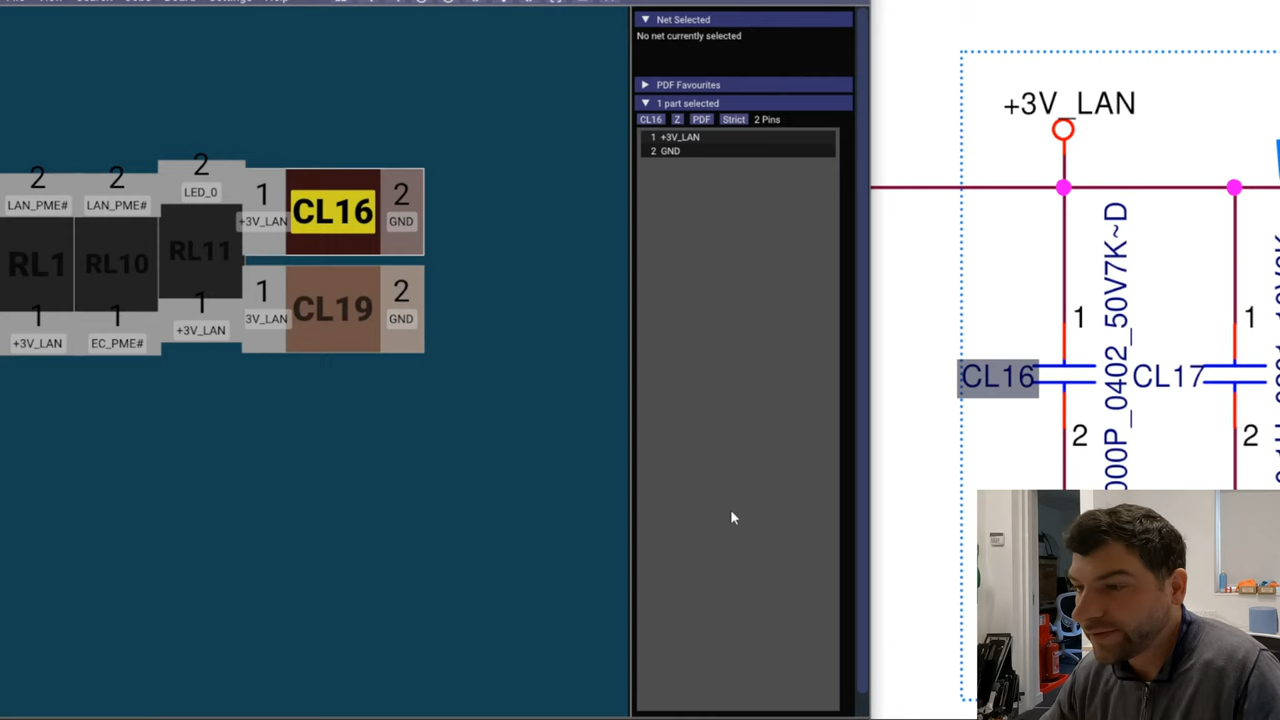 Net Selected
No net currently selected
PDF Favourites
1 part selected
CL16 Z PDF Strict 2 Pins
1 +3V_LAN
2 GND
2
LAN_PME#
RL1
1
+3V_LAN
2
LAN_PME#
RL10
1
EC_PME#
2
LED_0
RL11
1
+3V_LAN
1
+3V_LAN
CL16
2
GND
1
3V_LAN
CL19
2
GND
+3V_LAN
1
CL16
2
000P_0402_50V7K~D
1
CL17
2